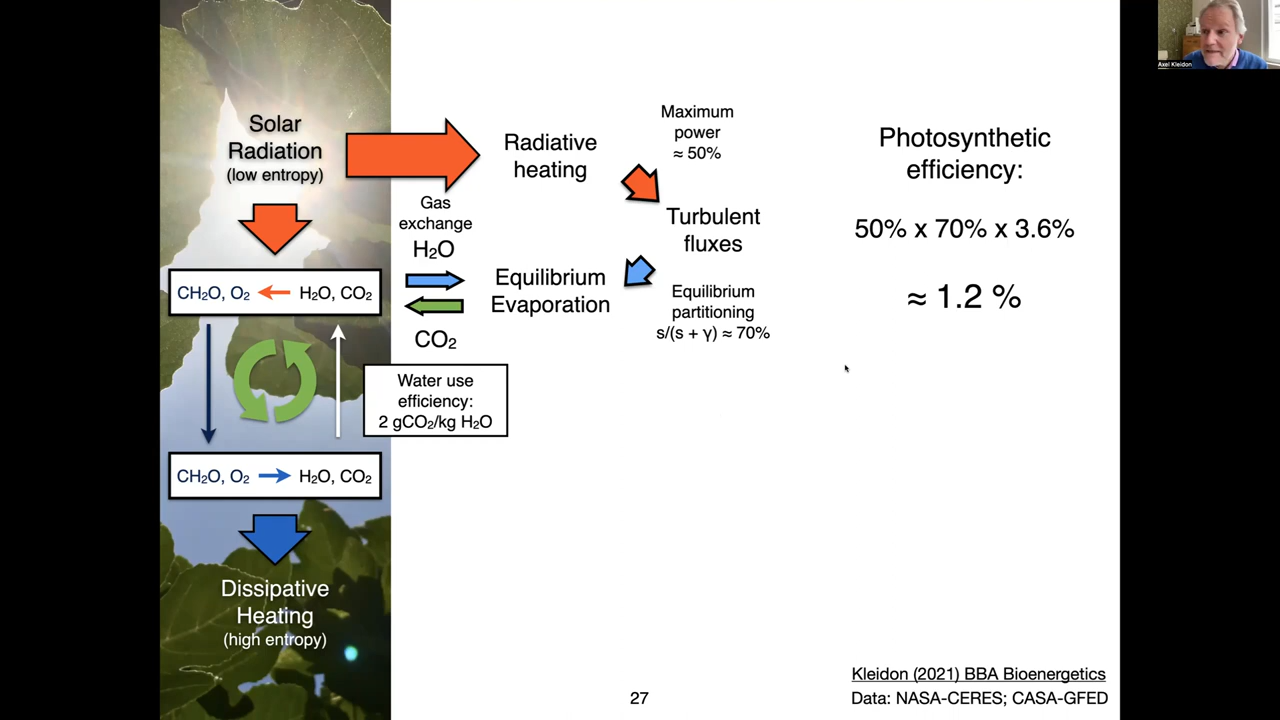 Solar
Radiation
(low entropy)
CH₂O, O₂
H₂O, CO₂
CH₂O, O₂
H₂O, CO₂
Dissipative
Heating
(high entropy)
Gas
exchange
H₂O
CO₂
Water use
efficiency:
2 gCO₂/kg H₂O
Radiative
heating
Maximum
power
≈ 50%
Turbulent
fluxes
Equilibrium
Evaporation
Equilibrium
partitioning
s/(s + γ) ≈ 70%
Photosynthetic
efficiency:
50% x 70% x 3.6%
≈ 1.2 %
Kleidon (2021) BBA Bioenergetics
Data: NASA-CERES; CASA-GFED
27
Axel Kleidon